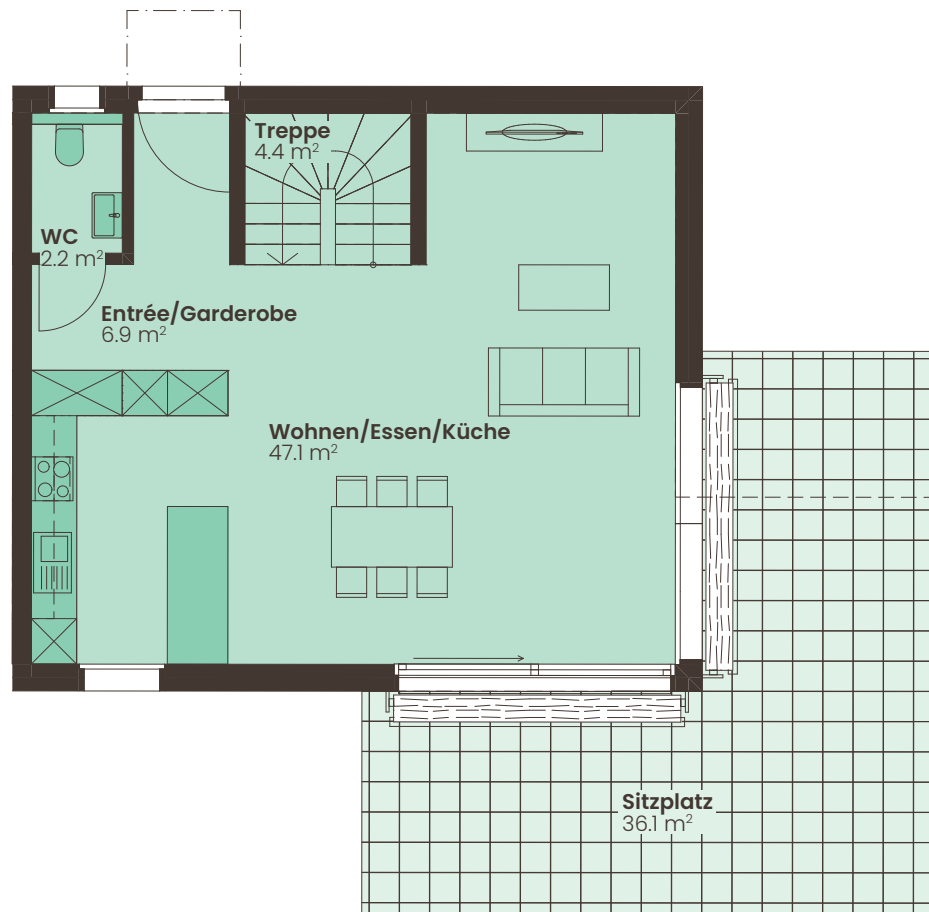 Treppe
4.4 m²
WC
2.2 m²
Entrée/Garderobe
6.9 m²
Wohnen/Essen/Küche
47.1 m²
Sitzplatz
36.1 m²